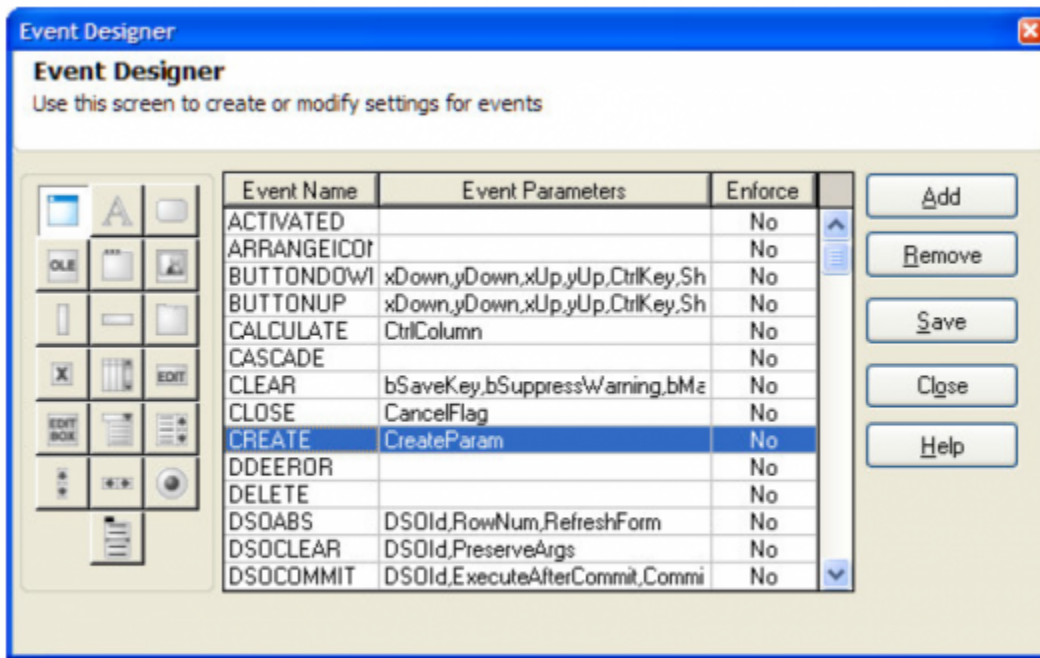 Event Designer
Event Designer
Use this screen to create or modify settings for events
Event Name Event Parameters Enforce
ACTIVATED No
ARRANGEICO No
BUTTONDOW xDown,yDown,xUp,yUp,CtrlKey,Sh No
BUTTONUP xDown,yDown,xUp,yUp,CtrlKey,Sh No
CALCULATE CtrlColumn No
CASCADE No
CLEAR bSaveKey,bSuppressWarning,bMa No
CLOSE CancelFlag No
CREATE CreateParam No
DDEEROR No
DELETE No
DSOABS DSOId,RowNum,RefreshForm No
DSOCLEAR DSOId,PreserveArgs No
DSOCOMMIT DSOId,ExecuteAfterCommit,Commi No
A
OLE
X
EDIT
EDIT
BOX
Add
Remove
Save
Close
Help